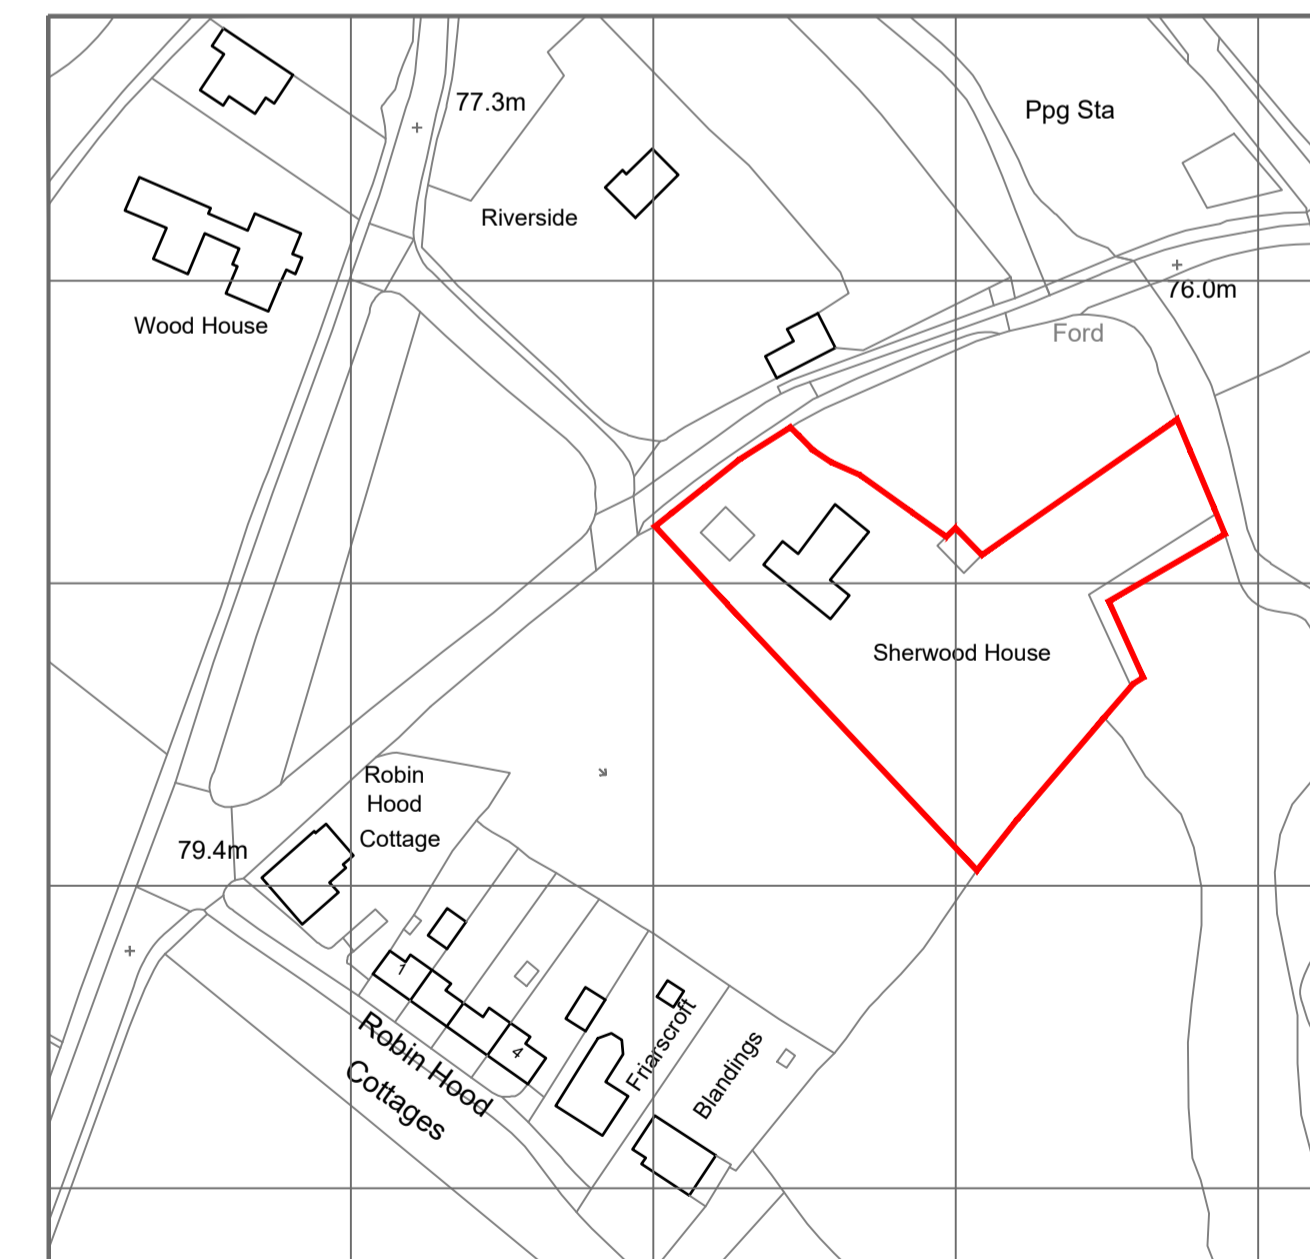 77.3m
Ppg Sta
Riverside
76.0m
Wood House
Ford
Sherwood House
Robin
Hood
Cottage
79.4m
1
4
Robin Hood
Cottages
Friarscroft
Blandings